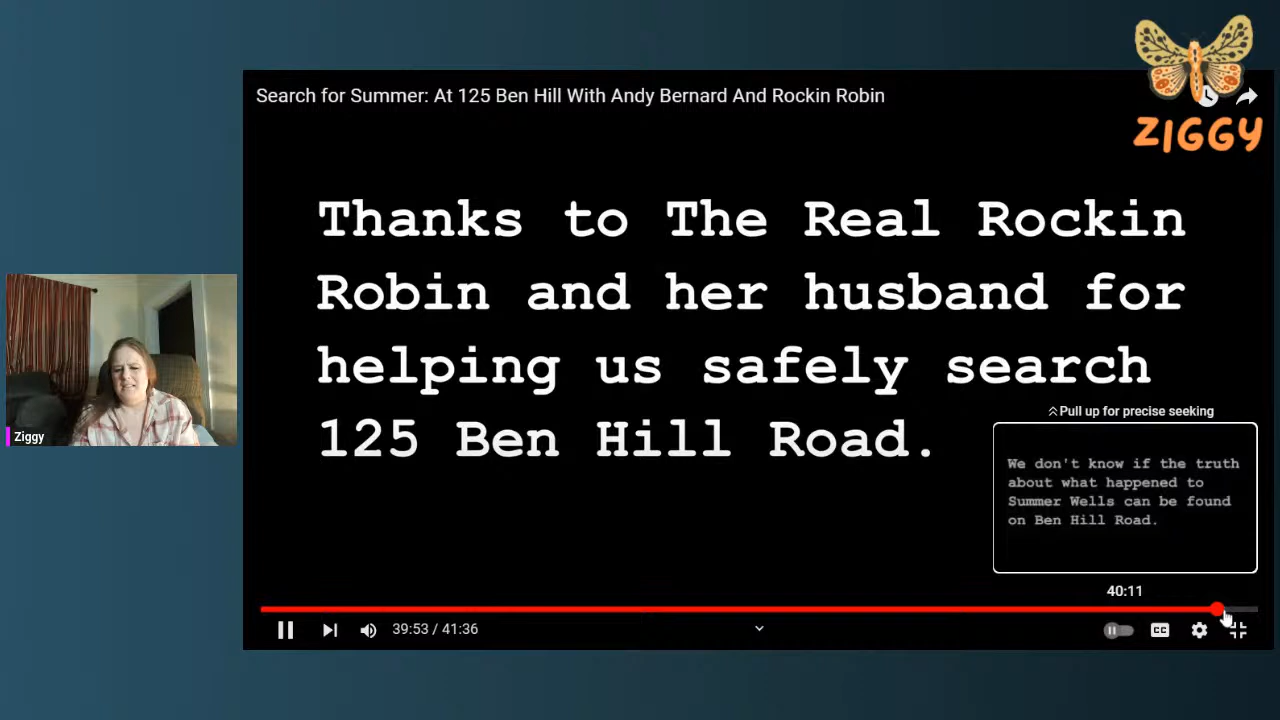 ZIGGY
Search for Summer: At 125 Ben Hill With Andy Bernard And Rockin Robin
Thanks to The Real Rockin
Robin and her husband for
helping us safely search
125 Ben Hill Road.
Pull up for precise seeking
We don't know if the truth
about what happened to
Summer Wells can be found
on Ben Hill Road.
40:11
39:53 / 41:36
CC
Ziggy